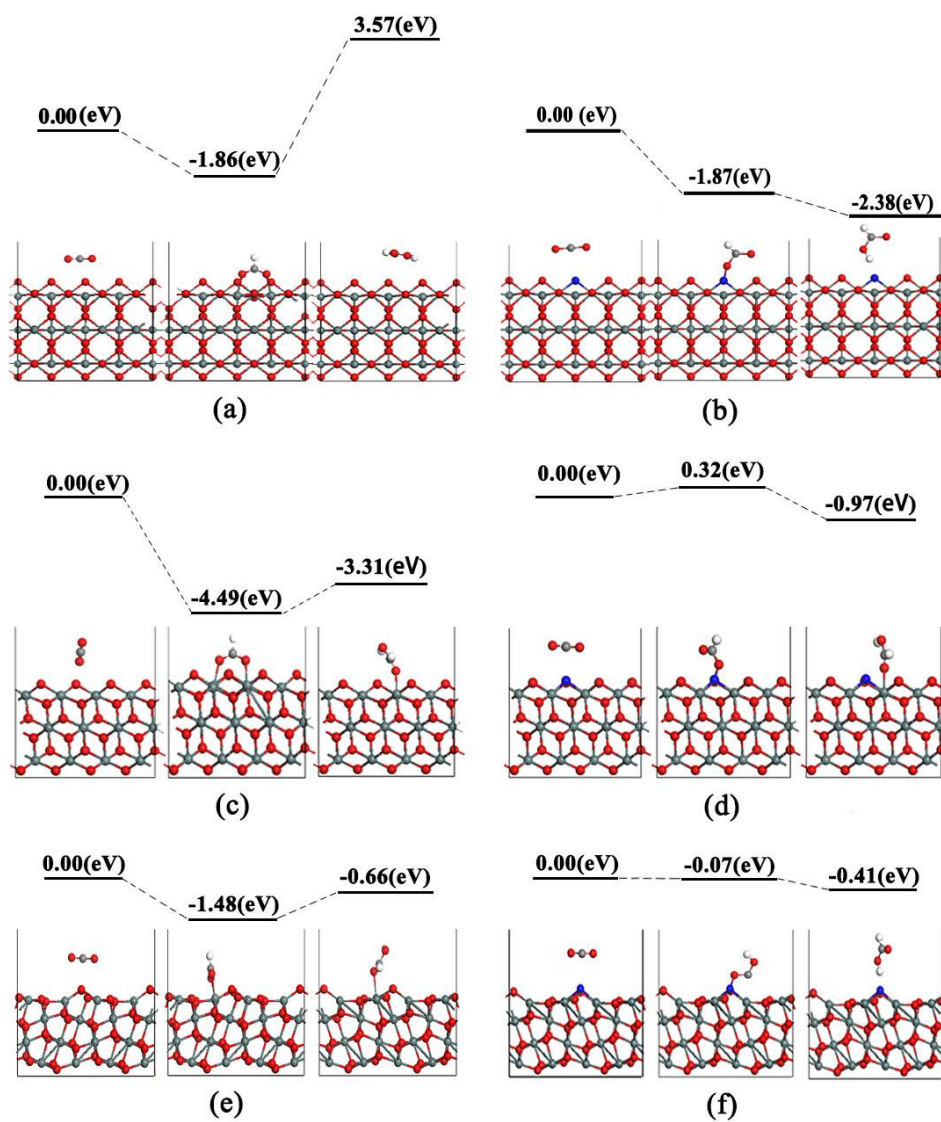 3.57(eV)
0.00(eV)
-1.86(eV)
(a)
0.00 (eV)
-1.87(eV)
-2.38(eV)
(b)
0.00(eV)
-4.49(eV)
-3.31(eV)
(c)
0.00(eV)
0.32(eV)
-0.97(eV)
(d)
0.00(eV)
-1.48(eV)
-0.66(eV)
(e)
0.00(eV)
-0.07(eV)
-0.41(eV)
(f)